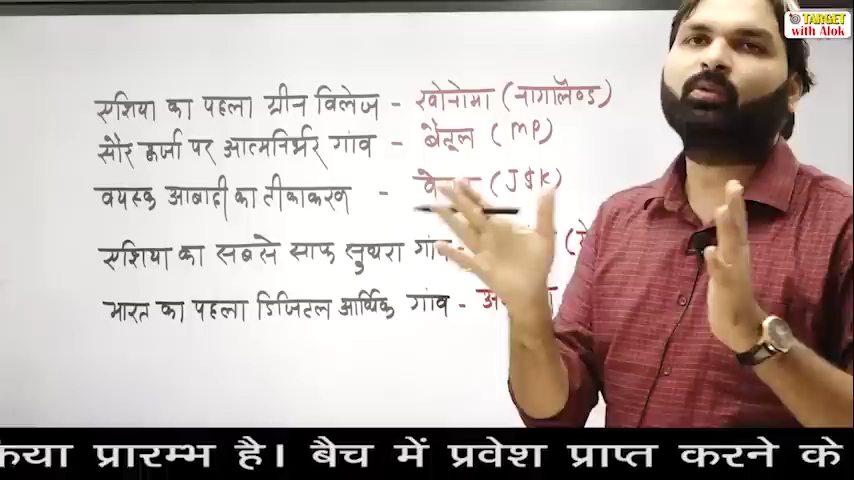 TARGET
with Alok
एशिया का पहला ग्रीन विलेज - खोनोमा (नागालैण्ड)
सौर ऊर्जा पर आत्मनिर्भर गांव - बैतूल (MP)
वयस्क आबादी का टीकाकरण - (J&K)
एशिया का सबसे साफ सुथरा गांव -
भारत का पहला डिजिटल आर्थिक गांव -
प्रारम्भ है। बैच में प्रवेश प्राप्त करने के